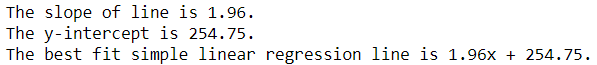 The slope of line is 1.96.
The y-intercept is 254.75.
The best fit simple linear regression line is 1.96x + 254.75.